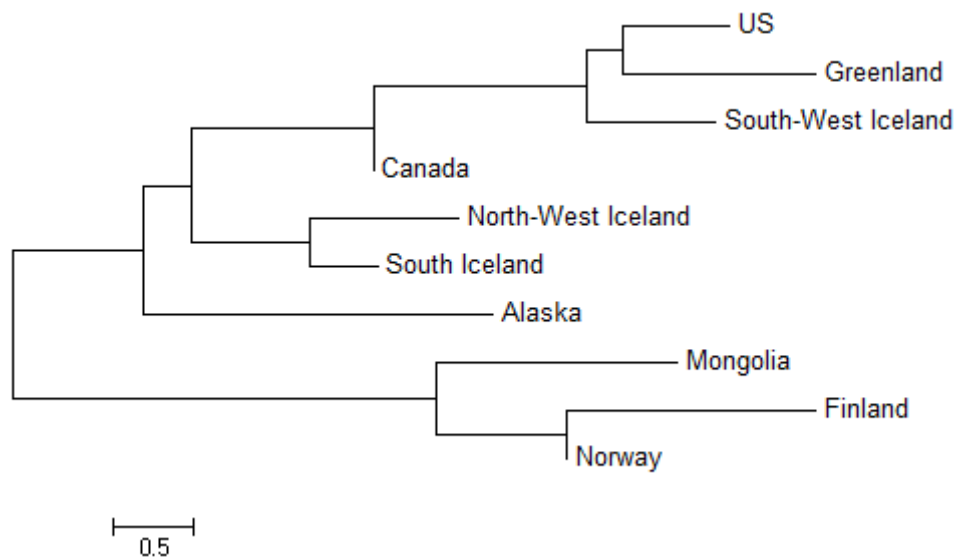 US
Greenland
South-West Iceland
Canada
North-West Iceland
South Iceland
Alaska
Mongolia
Finland
Norway
0.5